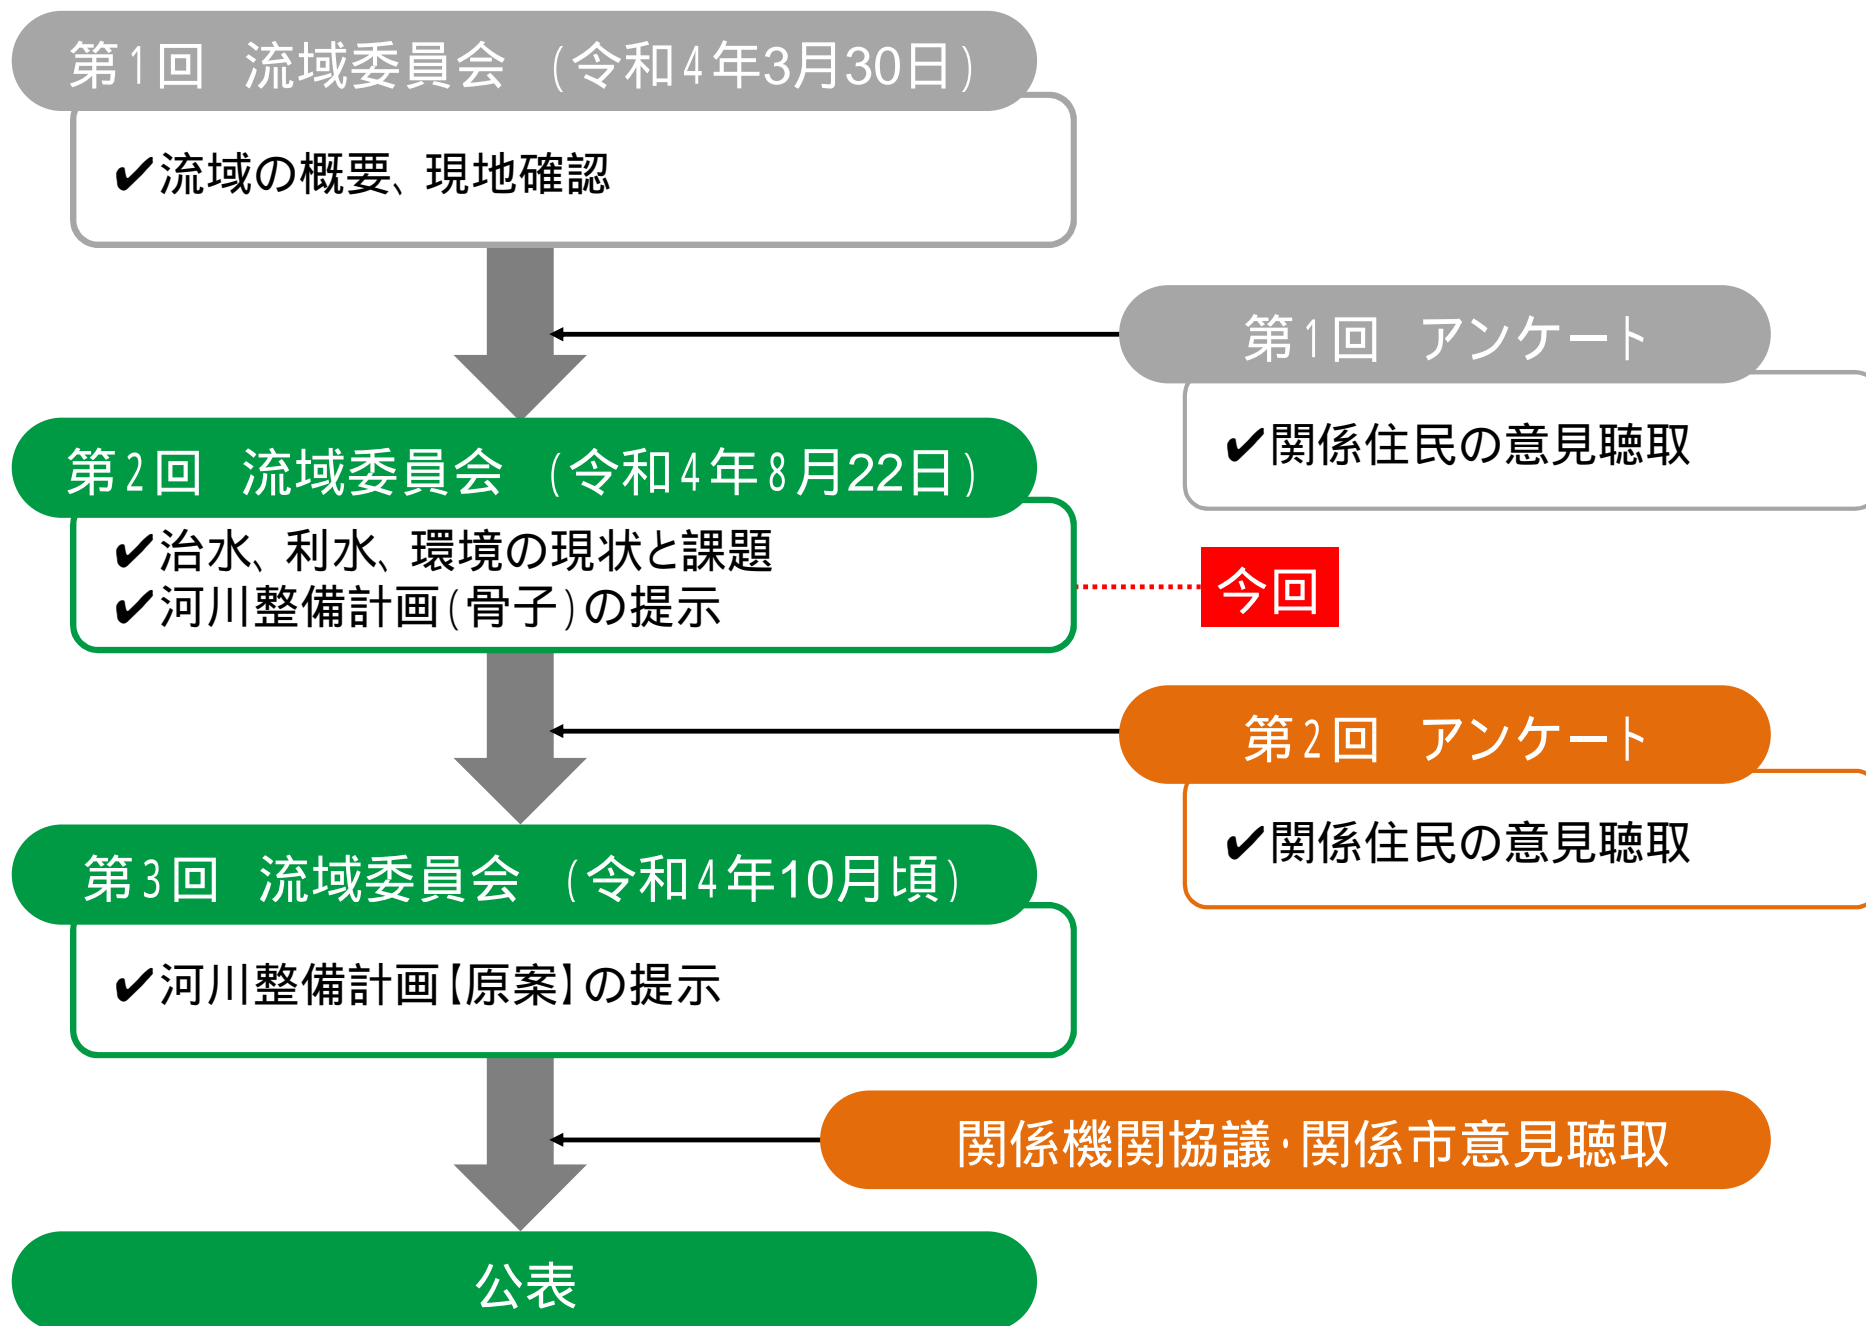 第1回　流域委員会　(令和4年3月30日)
✔流域の概要、現地確認
第1回　アンケート
✔関係住民の意見聴取
第2回　流域委員会　(令和4年8月22日)
✔治水、利水、環境の現状と課題
✔河川整備計画(骨子)の提示
今回
第2回　アンケート
✔関係住民の意見聴取
第3回　流域委員会　(令和4年10月頃)
✔河川整備計画【原案】の提示
関係機関協議･関係市意見聴取
公表